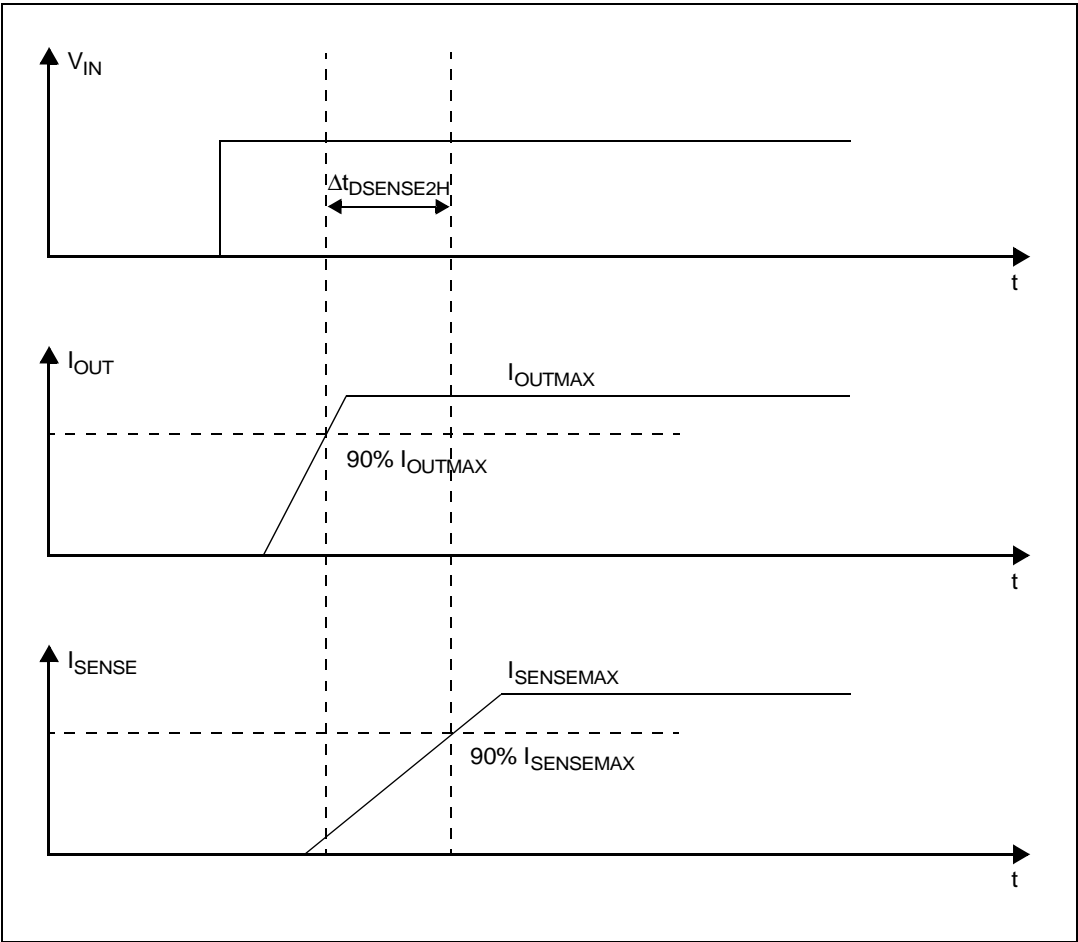 VIN
ΔtDSENSE2H
t
IOUT
IOUTMAX
90% IOUTMAX
t
ISENSE
ISENSEMAX
90% ISENSEMAX
t